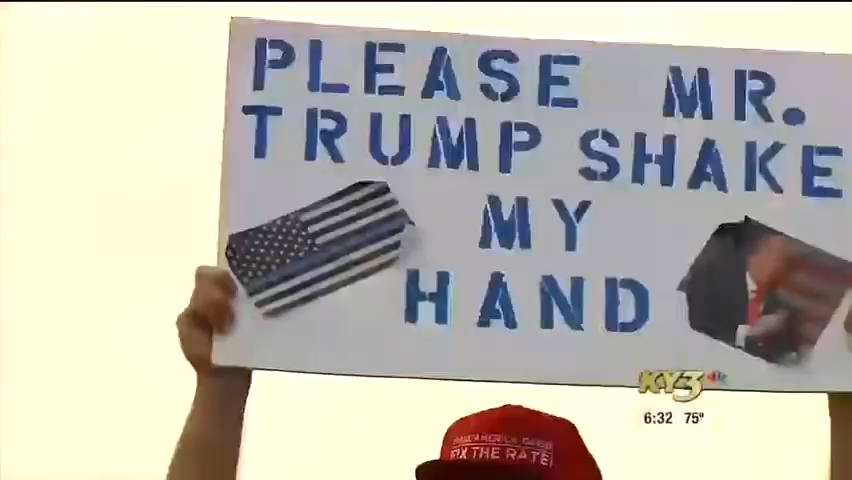 PLEASE MR.
TRUMP SHAKE
MY
HAND
KY3
6:32 75°
FIX THE RATE!